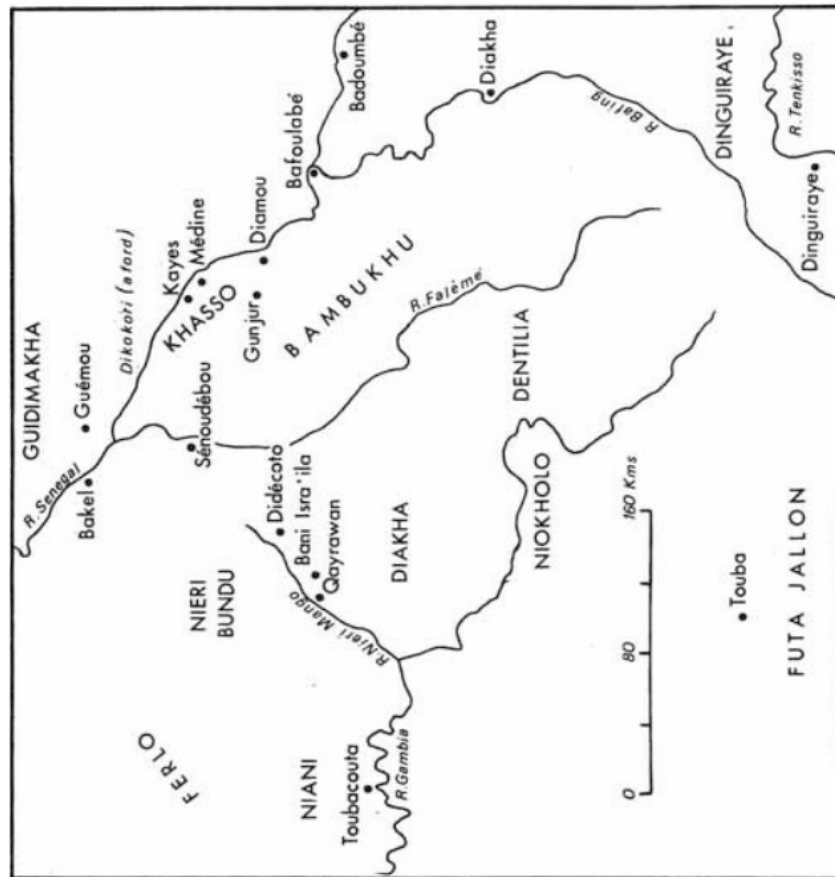 GUIDIMAKHA
R. Senegal
Bakel
Guémou
Dikokori (a ford)
Kayes
Médine
KHASSO
Sénoudébou
Gunjur
Diamou
Bafoulabé
Badoumbé
BAMBUKHU
FERLO
NIERI
BUNDU
Didécoto
Bani Isra'ila
Qayrawan
R. Nieri Mango
DIAKHA
R. Falémé
Diakha
R Bafing
NIANI
Toubacouta
R. Gambia
DENTILIA
NIOKHOLO
DINGUIRAYE
R. Tenkisso
Dinguiraye
0 80 160 Kms
Touba
FUTA JALLON